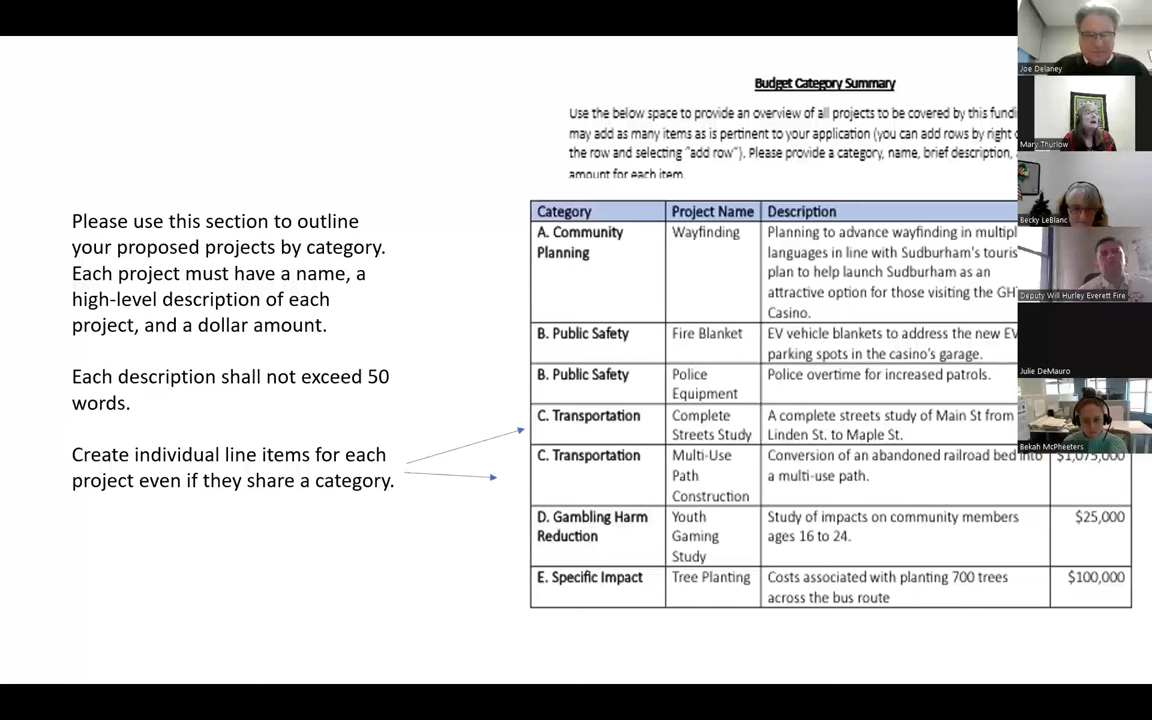 Budget Category Summary
Use the below space to provide an overview of all projects to be covered by this
may add as many items as is pertinent to your application (you can add rows by right
the row and selecting "add row"). Please provide a category, name, brief description,
amount for each item.
Please use this section to outline
your proposed projects by category.
Each project must have a name, a
high-level description of each
project, and a dollar amount.
Each description shall not exceed 50
words.
Create individual line items for each
project even if they share a category.
Category Project Name Description
A. Community Wayfinding Planning to advance wayfinding in
Planning languages in line with Sudburham's
plan to help launch Sudburham as an
attractive option for those visiting the
Casino.
B. Public Safety Fire Blanket EV vehicle blankets to address the new EV
parking spots in the casino's garage.
B. Public Safety Police Police overtime for increased patrols.
Equipment
C. Transportation Complete A complete streets study of Main St from
Streets Study Linden St. to Maple St.
C. Transportation Multi-Use Conversion of an abandoned railroad bed into $1,075,000
Path a multi-use path.
Construction
D. Gambling Harm Youth Study of impacts on community members $25,000
Reduction Gaming ages 16 to 24.
Study
E. Specific Impact Tree Planting Costs associated with planting 700 trees $100,000
across the bus route
Joe Delaney
Mary Thurlow
Becky LeBlanc
Deputy Will Hurley Everett Fire
Julie DeMauro
Bekah McPheeters